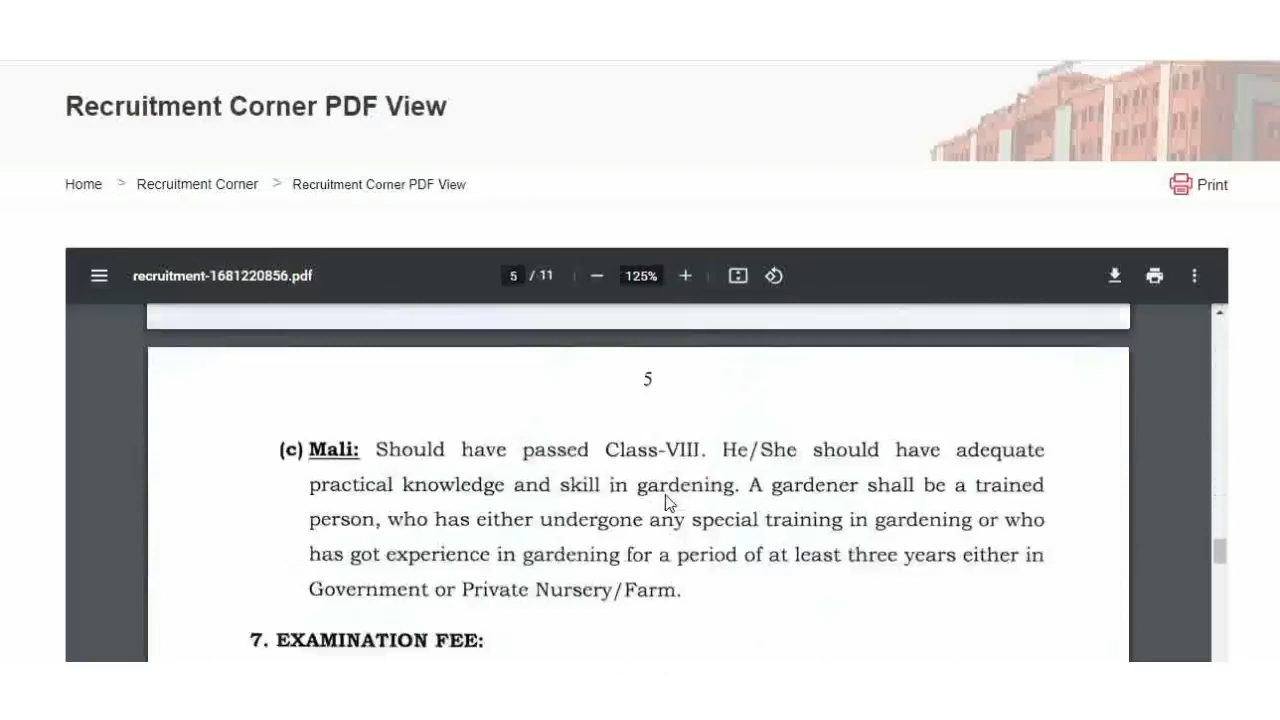 Recruitment Corner PDF View
Home > Recruitment Corner > Recruitment Corner PDF View
Print
recruitment-1681220856.pdf
5 / 11
125%
5
(c) Mali: Should have passed Class-VIII. He/She should have adequate
practical knowledge and skill in gardening. A gardener shall be a trained
person, who has either undergone any special training in gardening or who
has got experience in gardening for a period of at least three years either in
Government or Private Nursery/Farm.
7. EXAMINATION FEE: